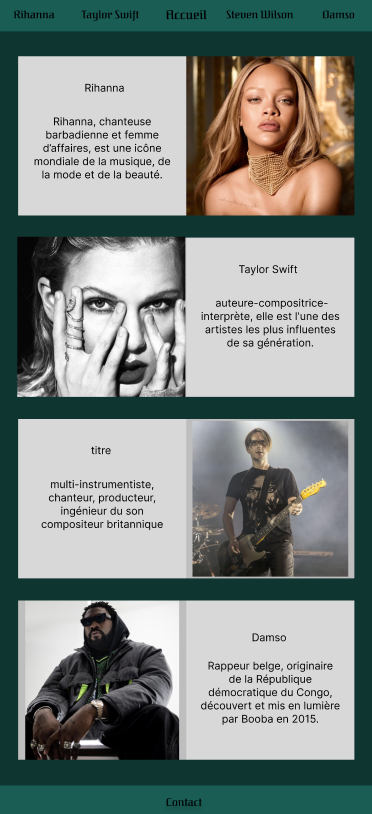 Rihanna Taylor Swift Accueil Steven Wilson Damso
Rihanna
Rihanna, chanteuse
barbadienne et femme
d'affaires, est une icône
mondiale de la musique, de
la mode et de la beauté.
Taylor Swift
auteure-compositrice-
interprète, elle est l'une des
artistes les plus influentes
de sa génération.
titre
multi-instrumentiste,
chanteur, producteur,
ingénieur du son
compositeur britannique
Damso
Rappeur belge, originaire
de la République
démocratique du Congo,
découvert et mis en lumière
par Booba en 2015.
Contact